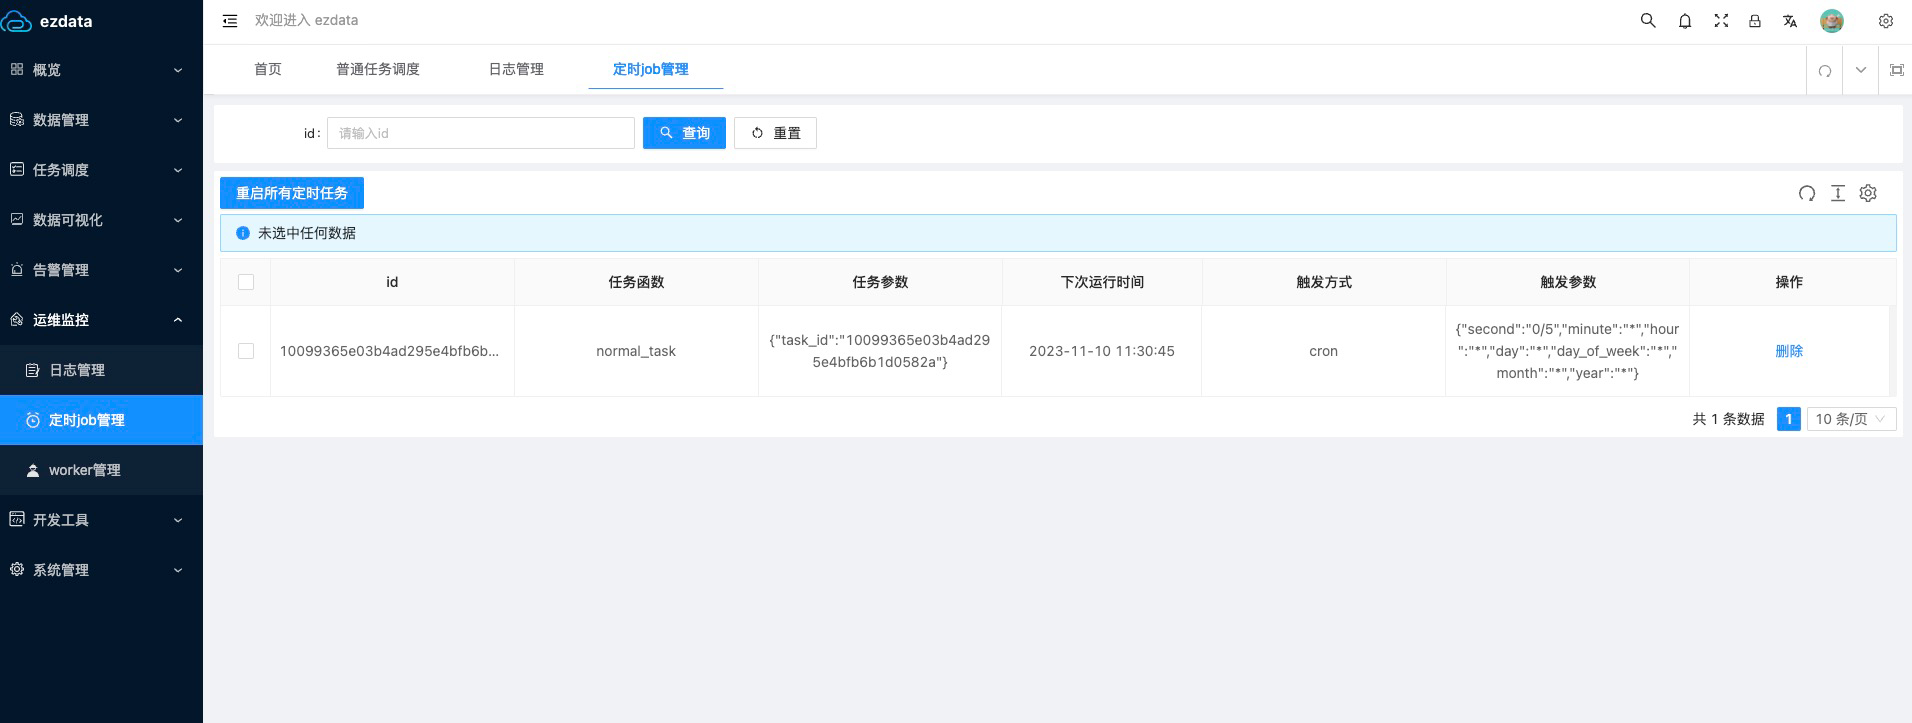 ezdata
欢迎进入 ezdata
概览
数据管理
任务调度
数据可视化
告警管理
运维监控
日志管理
定时job管理
worker管理
开发工具
系统管理
首页 普通任务调度 日志管理 定时job管理
id: 请输入id 查询 重置
重启所有定时任务
未选中任何数据
id 任务函数 任务参数 下次运行时间 触发方式 触发参数 操作
10099365e03b4ad295e4bfb6b... normal_task
{"task_id":"10099365e03b4ad29
5e4bfb6b1d0582a"}
2023-11-10 11:30:45 cron
{"second":"0/5","minute":"*","hour
":"*","day":"*","day_of_week":"*","
month":"*","year":"*"}
删除
共 1 条数据 1 10 条/页